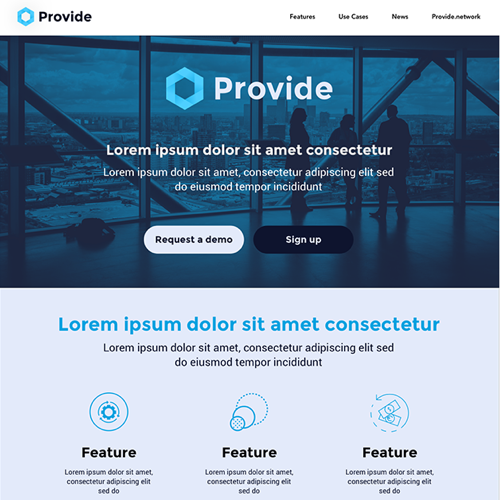 Provide
Features Use Cases News Provide.network
Provide
Lorem ipsum dolor sit amet consectetur
Lorem ipsum dolor sit amet, consectetur adipiscing elit sed
do eiusmod tempor incididunt
Request a demo Sign up
Lorem ipsum dolor sit amet consectetur
Lorem ipsum dolor sit amet, consectetur adipiscing elit sed
do eiusmod tempor incididunt
Feature
Lorem ipsum dolor sit amet,
consectetur adipiscing elit
sed do
Feature
Lorem ipsum dolor sit amet,
consectetur adipiscing elit
sed do
Feature
Lorem ipsum dolor sit amet,
consectetur adipiscing elit
sed do